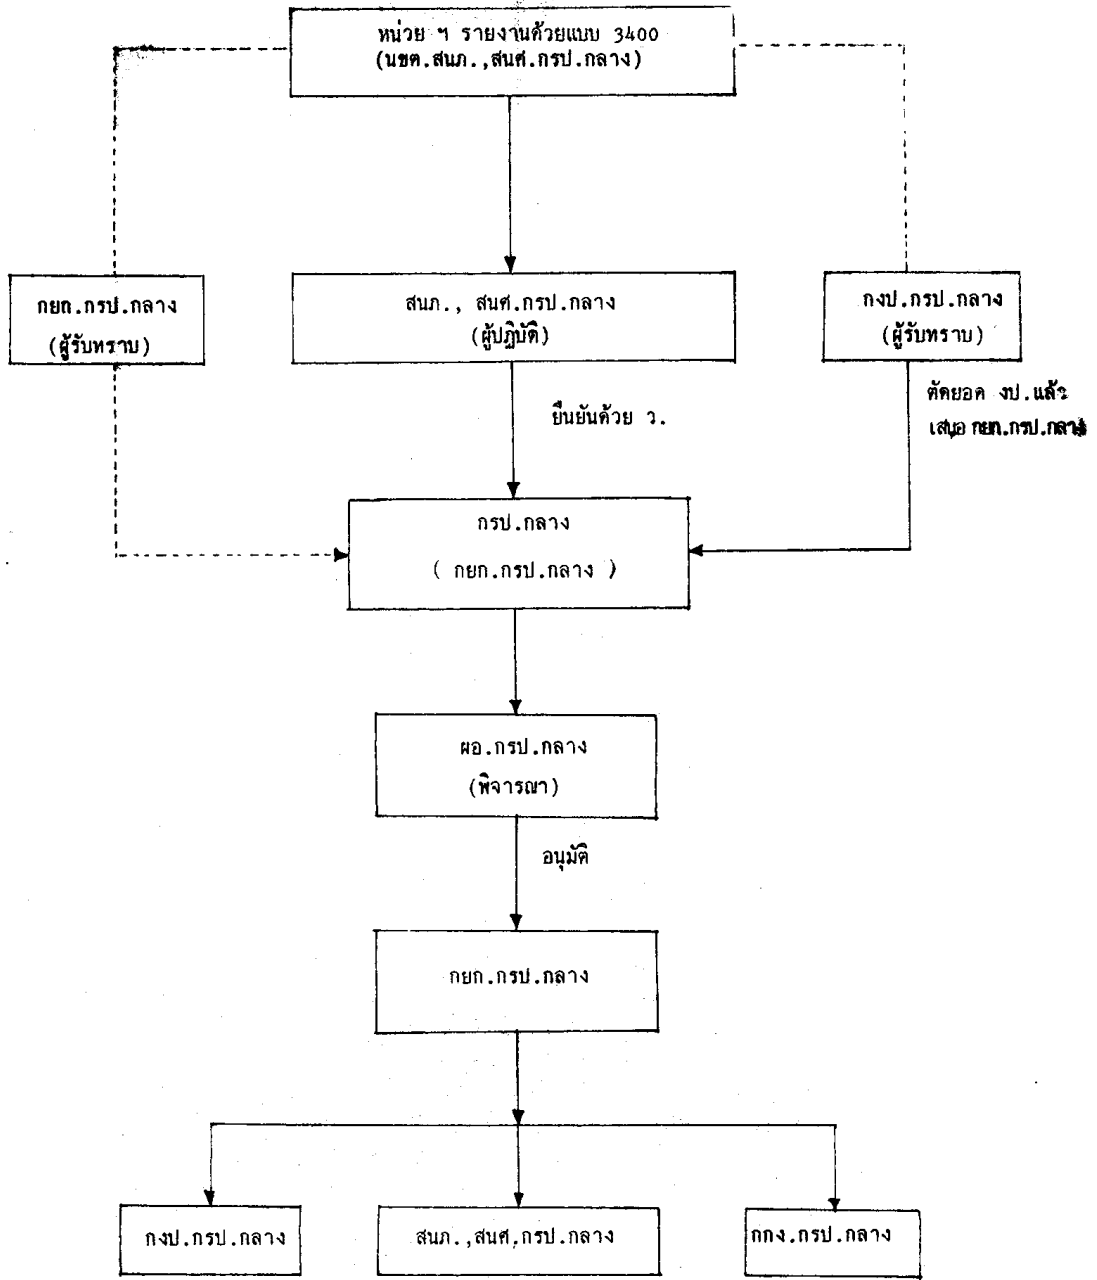 หน่วย ฯ รายงานด้วยแบบ 3400
(นขต.สนภ.,สนศ.กรป.กลาง)
กยถ.กรป.กลาง
(ผู้รับทราบ)
สนภ., สนศ.กรป.กลาง
(ผู้ปฏิบัติ)
กงป.กรป.กลาง
(ผู้รับทราบ)
ยืนยันด้วย ว.
ตัดยอด งป.แล้ว
เสนอ กยก.กรป.กลาง
กรป.กลาง
( กยก.กรป.กลาง )
ผอ.กรป.กลาง
(พิจารณา)
อนุมัติ
กยก.กรป.กลาง
กงป.กรป.กลาง
สนภ.,สนศ.กรป.กลาง
กกง.กรป.กลาง